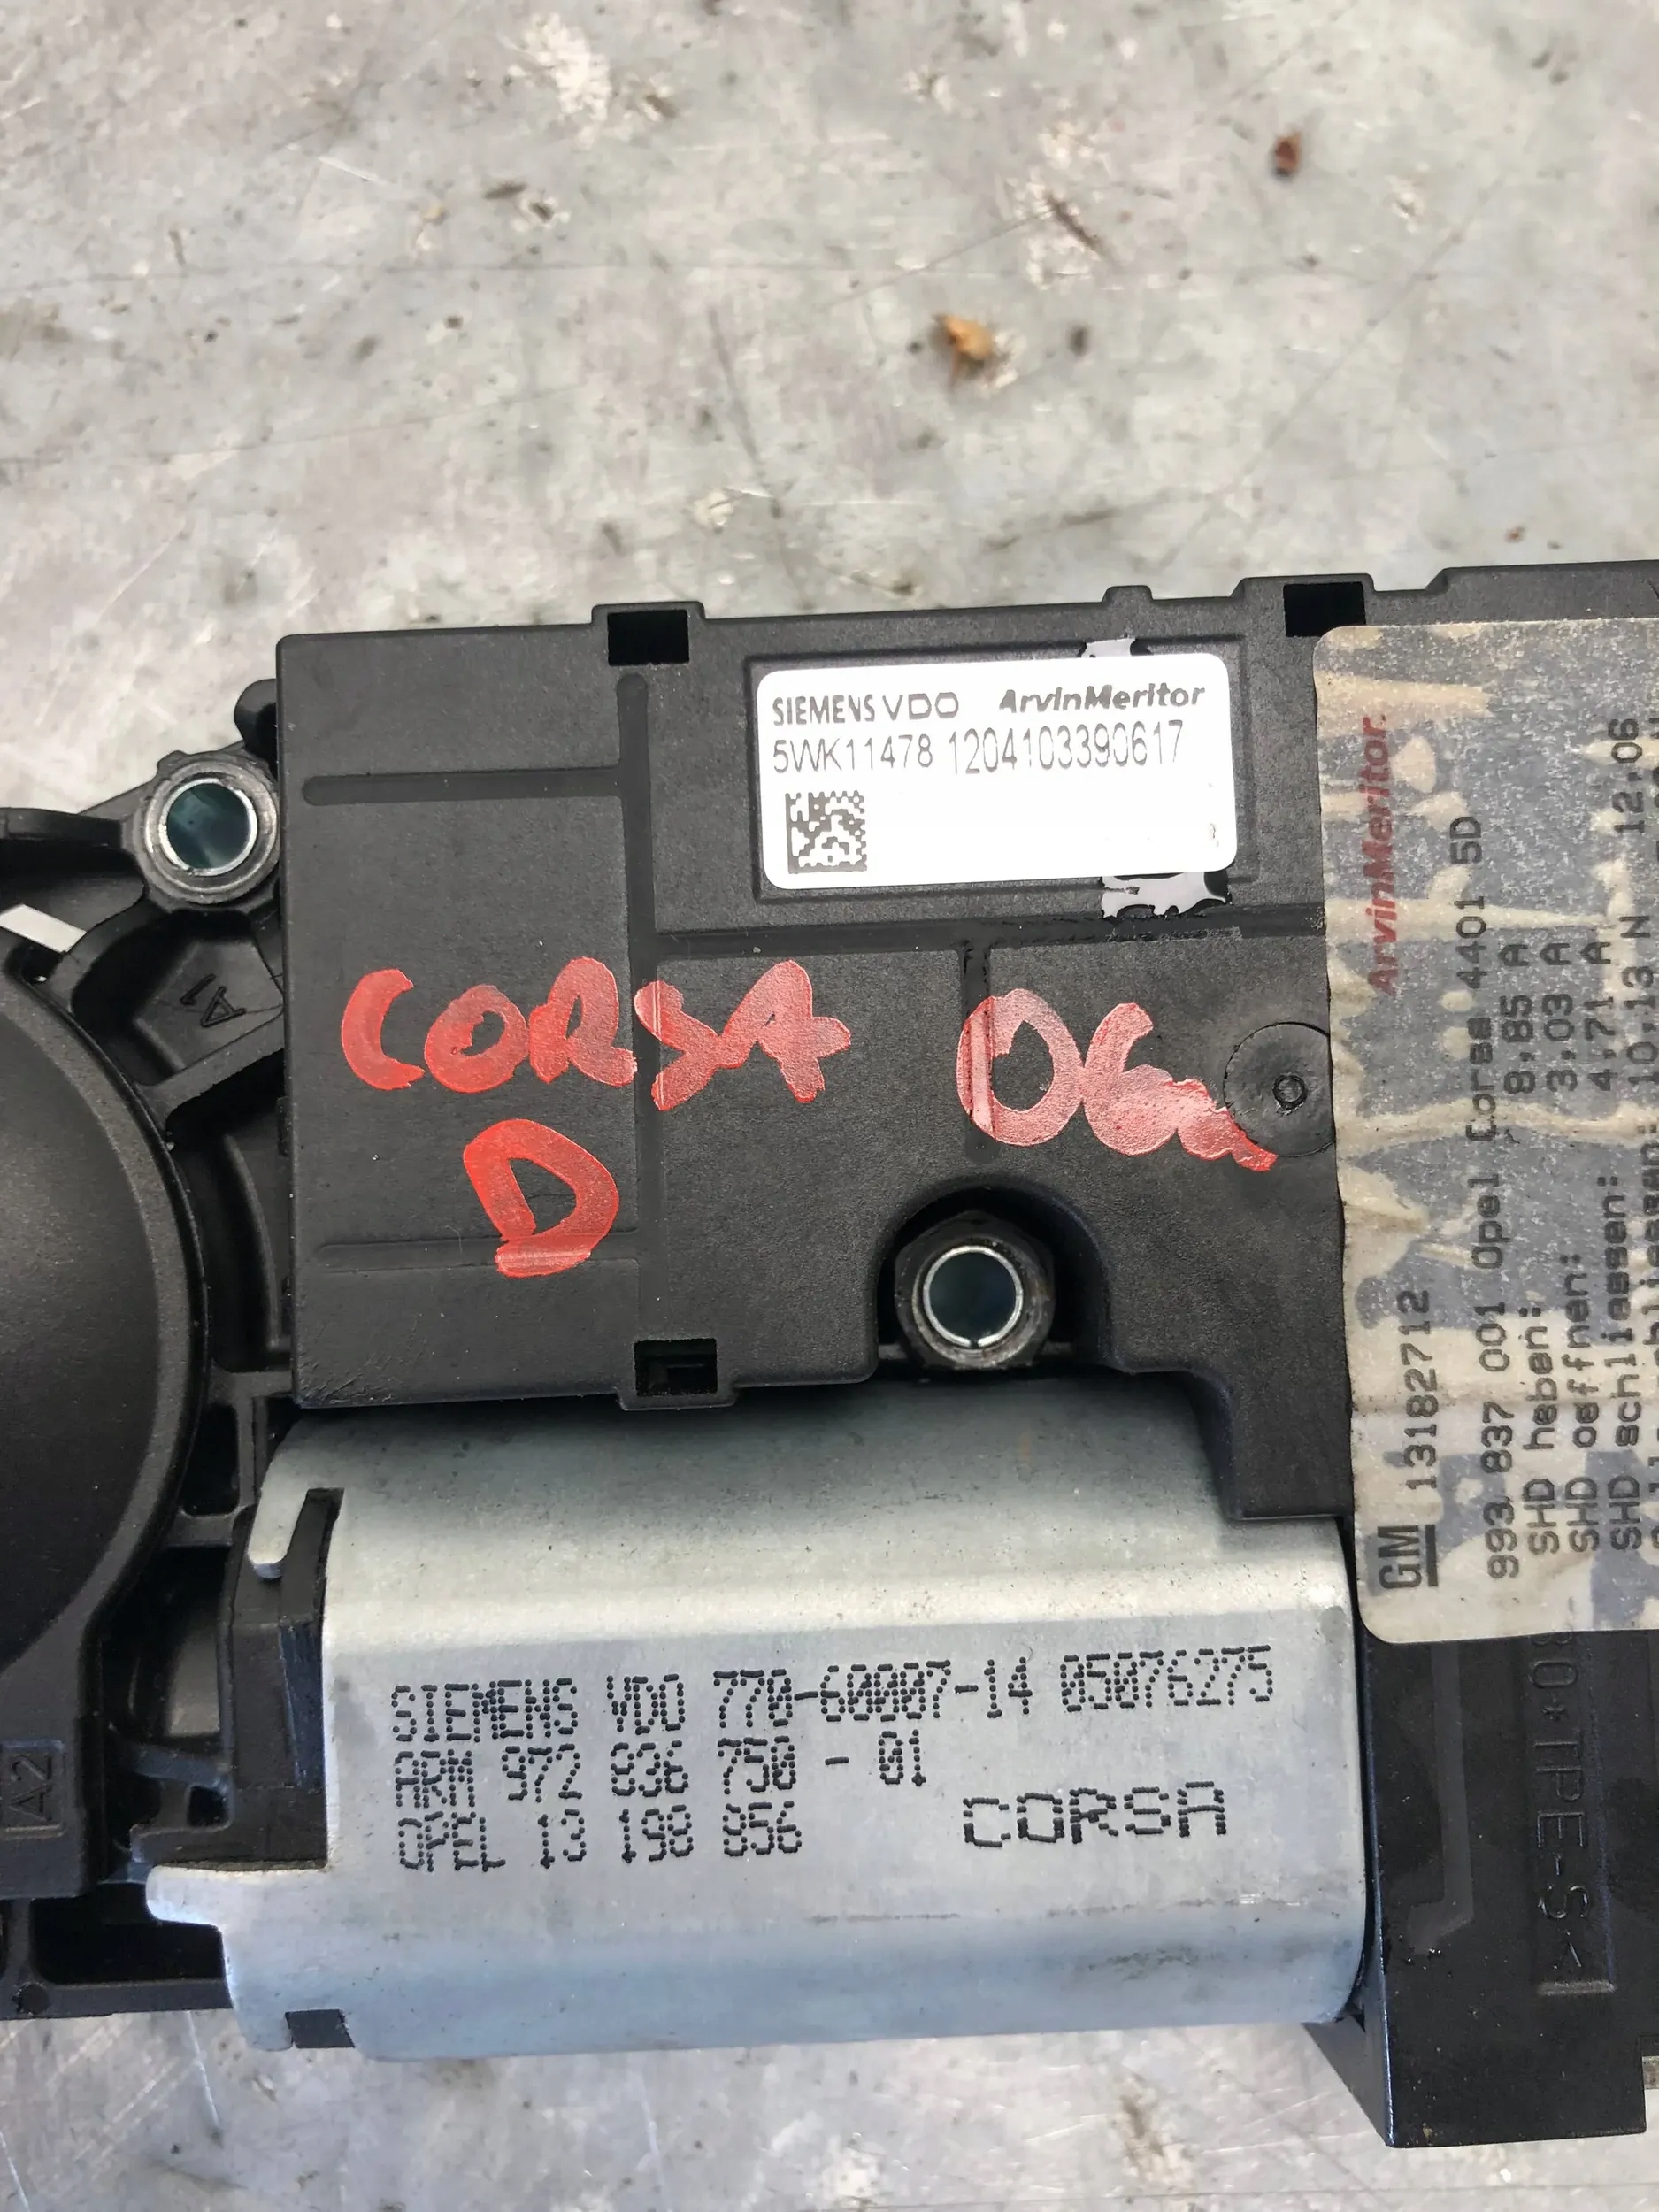 SIEMENS VDO ArvinMeritor
5WK11478 1204103390617
CORSA 06
D
SIEMENS VDO 770-60007-14 05076275
ARM 972 836 750 - 01
OPEL 13 198 856
CORSA
ArvinMeritor.
GM 13182712
993 837 001 Opel Corsa 4401 5D
SHD heben: 8,85 A
SHD oeffnen: 3,03 A
SHD schliessen: 4,71 A
10,13 N 12.06
A1
A2
TPE-S<